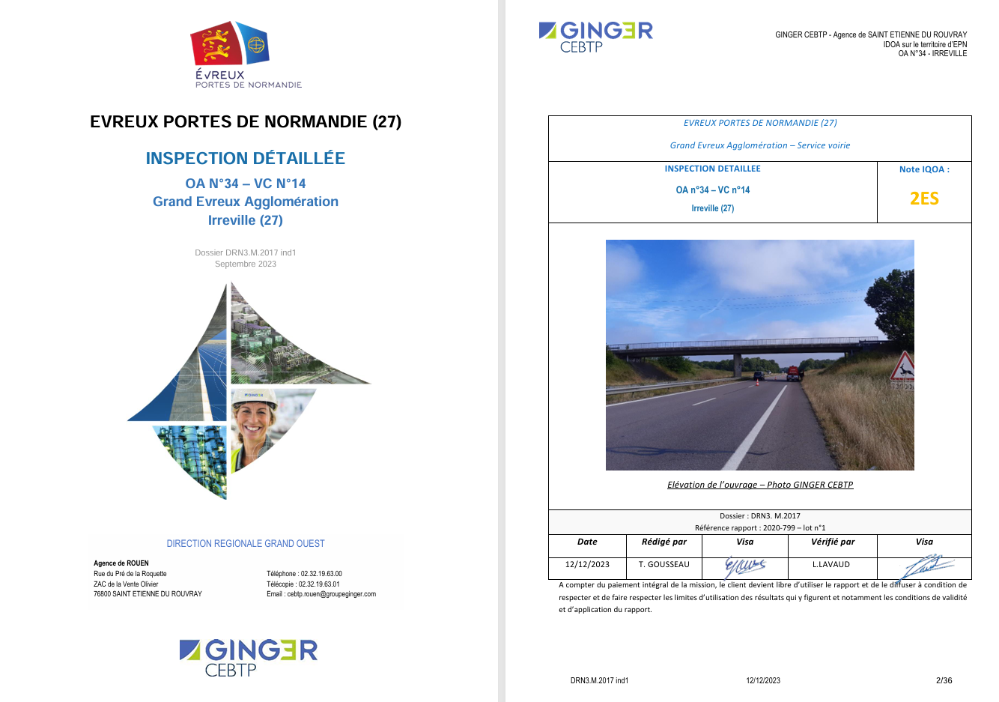 ÉVREUX
PORTES DE NORMANDIE
EVREUX PORTES DE NORMANDIE (27)
INSPECTION DÉTAILLÉE
OA N°34 – VC N°14
Grand Evreux Agglomération
Irreville (27)
Dossier DRN3.M.2017 ind1
Septembre 2023
GINGER
DIRECTION REGIONALE GRAND OUEST
Agence de ROUEN
Rue du Pré de la Roquette
ZAC de la Vente Olivier
76800 SAINT ETIENNE DU ROUVRAY
Téléphone : 02.32.19.63.00
Télécopie : 02.32.19.63.01
Email : cebtp.rouen@groupeginger.com
GINGER
CEBTP
GINGER
CEBTP
GINGER CEBTP - Agence de SAINT ETIENNE DU ROUVRAY
IDOA sur le territoire d'EPN
OA N°34 - IRREVILLE
EVREUX PORTES DE NORMANDIE (27)
Grand Evreux Agglomération – Service voirie
INSPECTION DETAILLEE
OA n°34 – VC n°14
Irreville (27)
Note IQOA :
2ES
Elévation de l'ouvrage – Photo GINGER CEBTP
Dossier : DRN3. M.2017
Référence rapport : 2020-799 – lot n°1
Date Rédigé par Visa Vérifié par Visa
12/12/2023 T. GOUSSEAU L.LAVAUD
A compter du paiement intégral de la mission, le client devient libre d'utiliser le rapport et de le diffuser à condition de
respecter et de faire respecter les limites d'utilisation des résultats qui y figurent et notamment les conditions de validité
et d'application du rapport.
DRN3.M.2017 ind1 12/12/2023 2/36